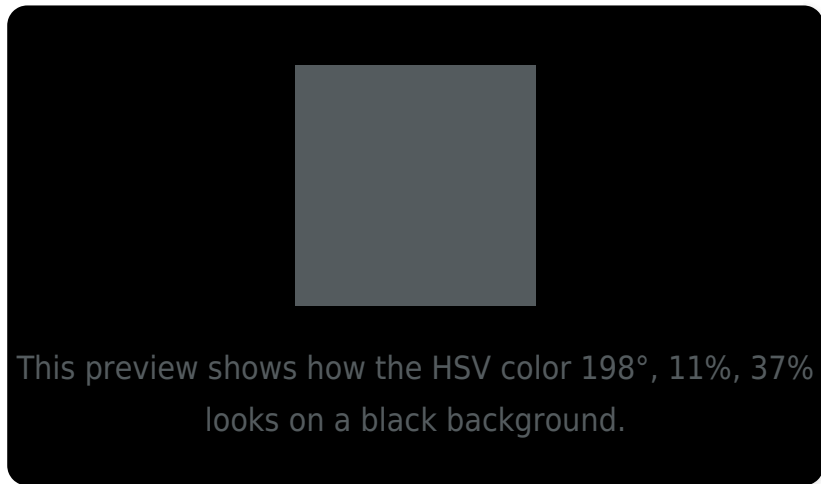 This preview shows how the HSV color 198°, 11%, 37%
looks on a black background.